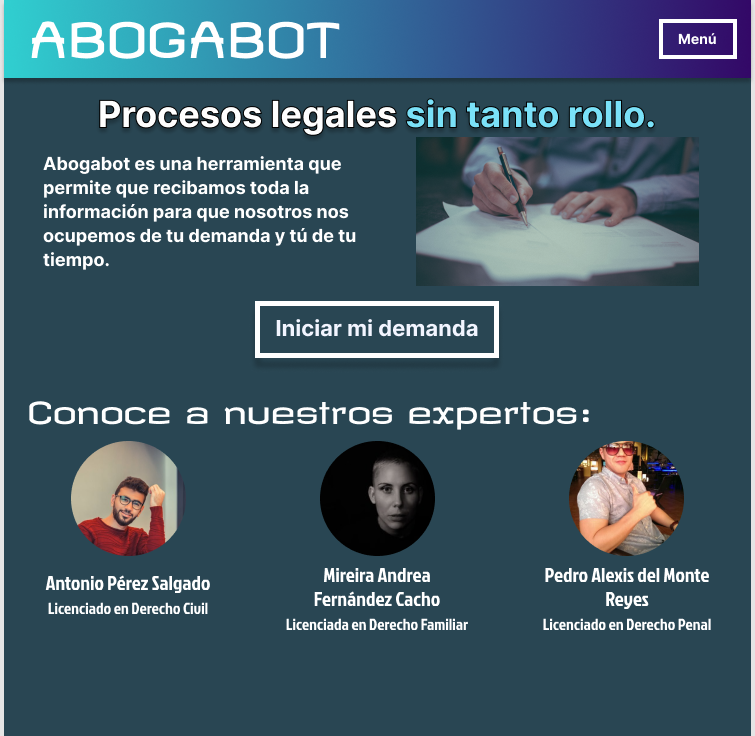 ABOGABOT
Menú
Procesos legales sin tanto rollo.
Abogabot es una herramienta que
permite que recibamos toda la
información para que nosotros nos
ocupemos de tu demanda y tú de tu
tiempo.
Iniciar mi demanda
Conoce a nuestros expertos:
Antonio Pérez Salgado
Licenciado en Derecho Civil
Mireira Andrea
Fernández Cacho
Licenciada en Derecho Familiar
Pedro Alexis del Monte
Reyes
Licenciado en Derecho Penal